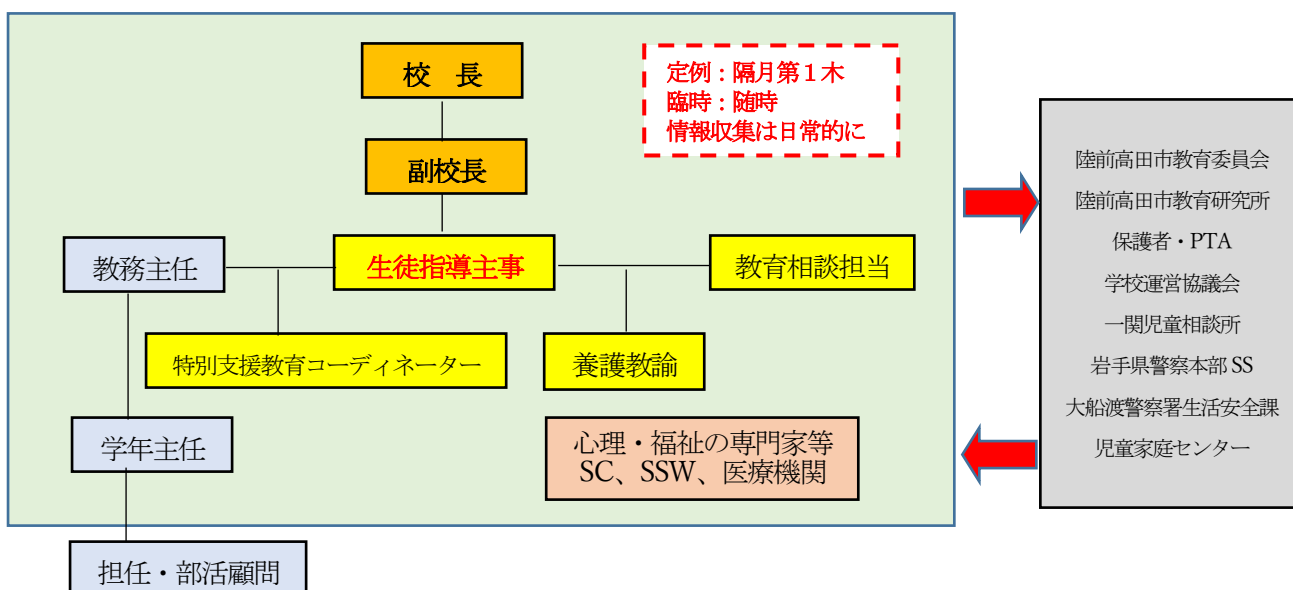 校　長
定例：隔月第１木
臨時：随時
情報収集は日常的に
副校長
教務主任
生徒指導主事
教育相談担当
特別支援教育コーディネーター
養護教諭
学年主任
心理・福祉の専門家等
SC、SSW、医療機関
担任・部活顧問
陸前高田市教育委員会
陸前高田市教育研究所
保護者・PTA
学校運営協議会
一関児童相談所
岩手県警察本部 SS
大船渡警察署生活安全課
児童家庭センター